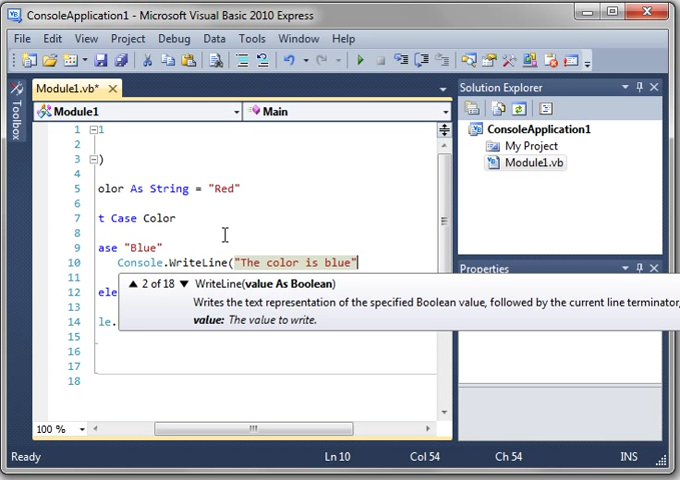 ConsoleApplication1 - Microsoft Visual Basic 2010 Express
File Edit View Project Debug Data Tools Window Help
Module1.vb*
Solution Explorer
Toolbox
Module1 Main
1 1
2
3 )
4
5 olor As String = "Red"
6
7 t Case Color
8
9 ase "Blue"
10 Console.WriteLine("The color is blue"
11
12 ele
13
14 le.
15
16
17
18
2 of 18 WriteLine(value As Boolean)
Writes the text representation of the specified Boolean value, followed by the current line terminator,
value: The value to write.
ConsoleApplication1
My Project
Module1.vb
Properties
100 %
Ready Ln 10 Col 54 Ch 54 INS